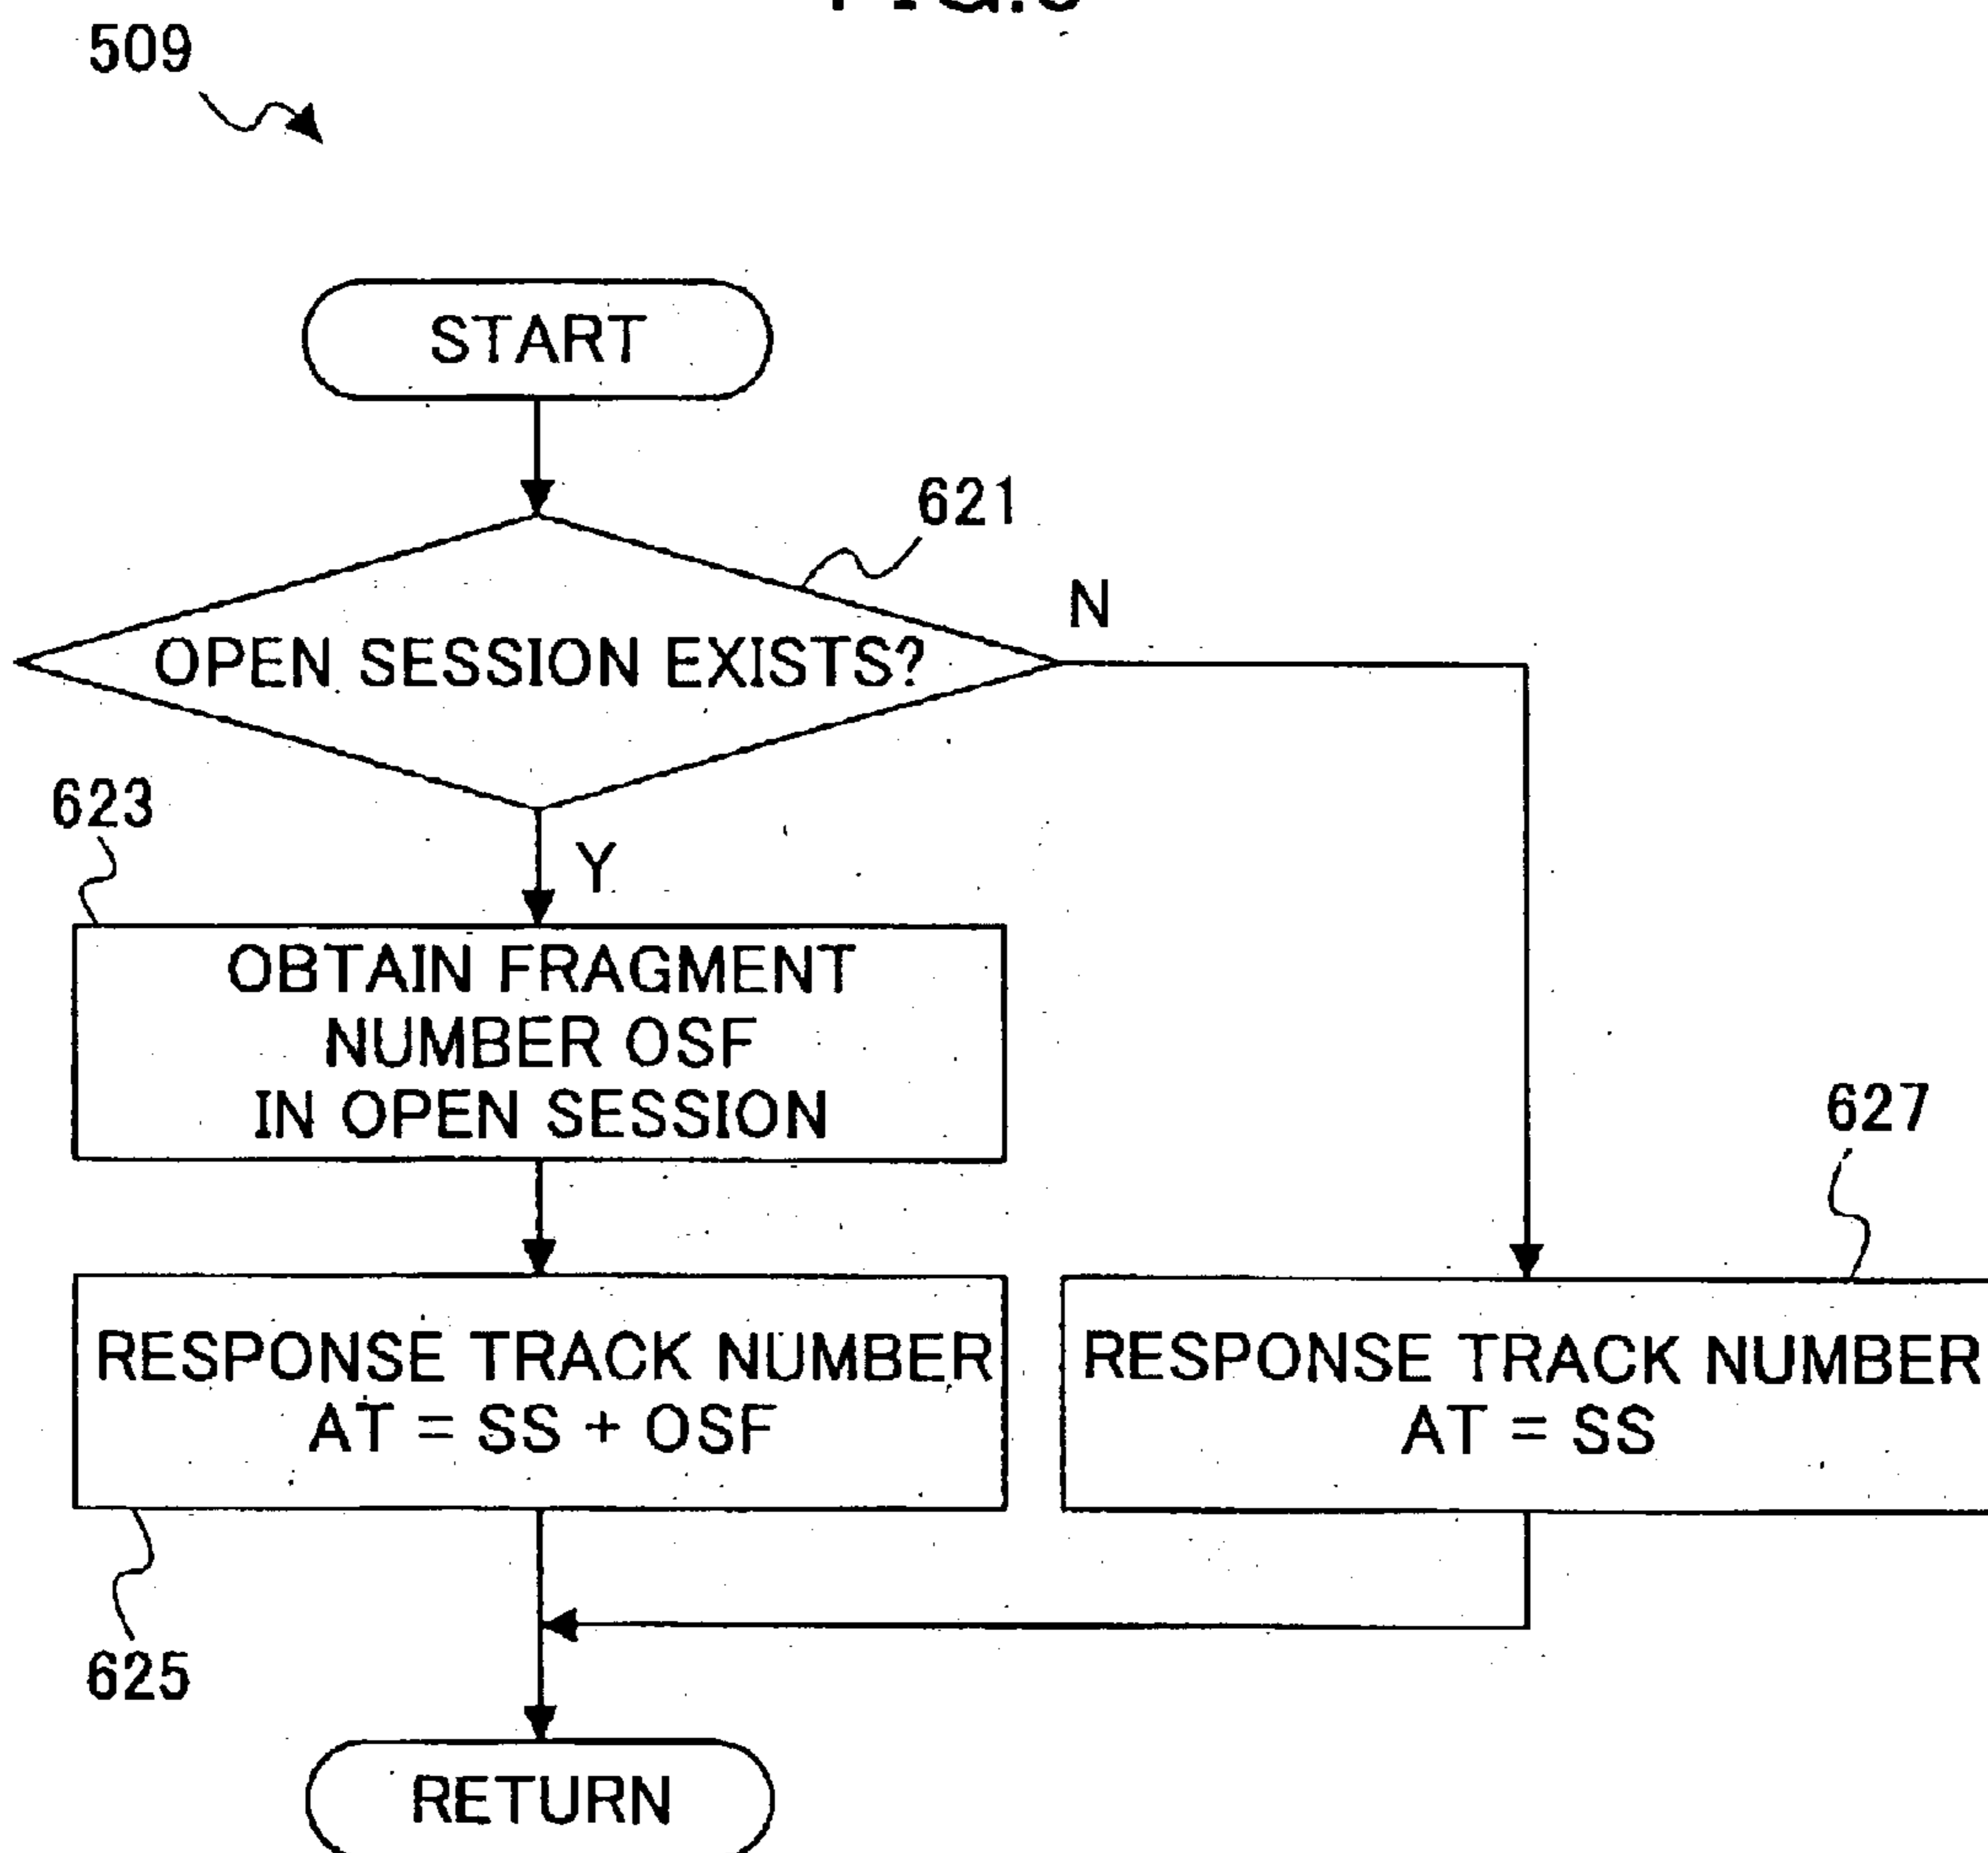 509
START
621
N
OPEN SESSION EXISTS?
623
Y
OBTAIN FRAGMENT
NUMBER OSF
IN OPEN SESSION
627
RESPONSE TRACK NUMBER
AT = SS + OSF
RESPONSE TRACK NUMBER
AT = SS
625
RETURN